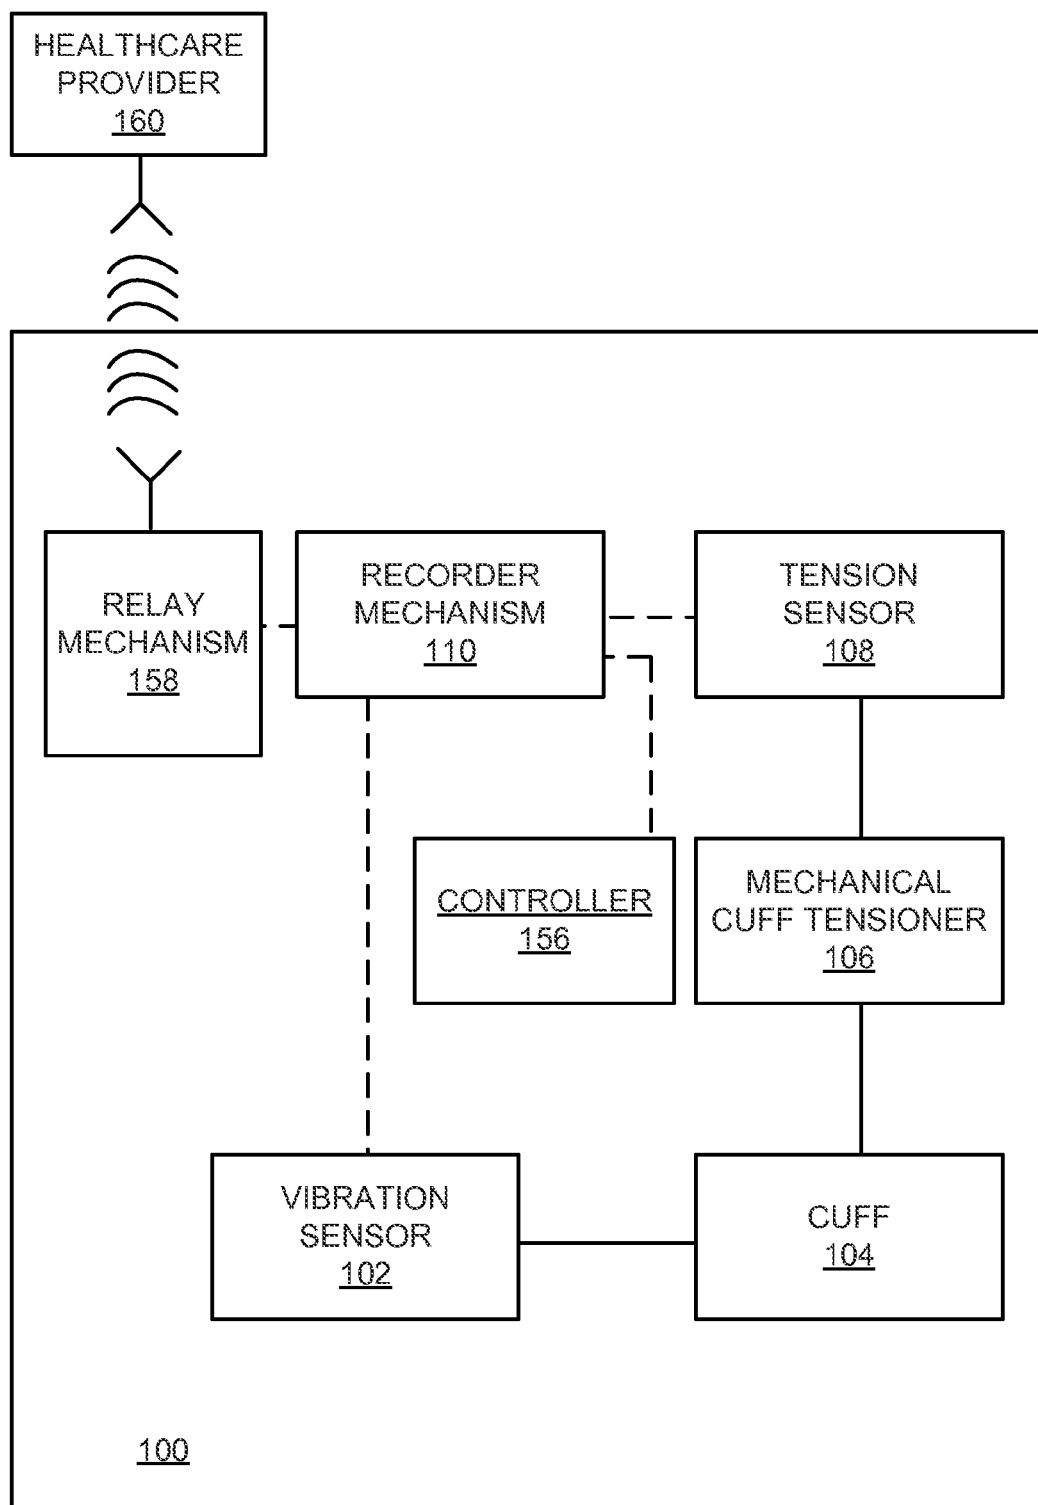 HEALTHCARE
PROVIDER
160
RELAY
MECHANISM
158
RECORDER
MECHANISM
110
TENSION
SENSOR
108
CONTROLLER
156
MECHANICAL
CUFF TENSIONER
106
VIBRATION
SENSOR
102
CUFF
104
100